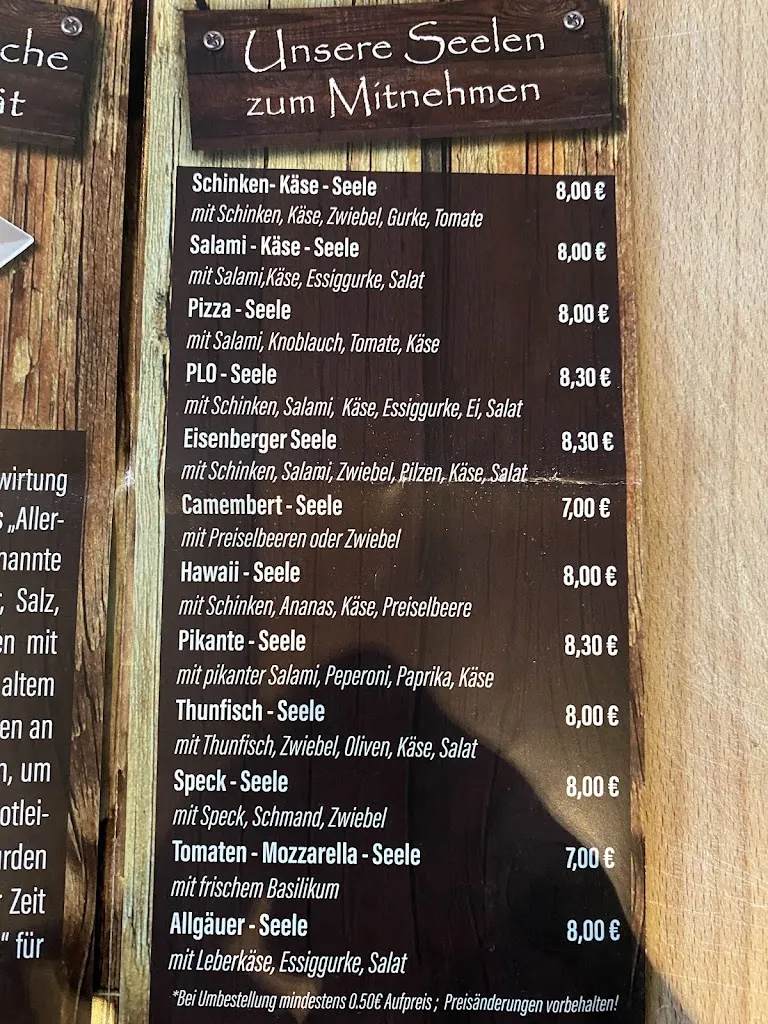 che
ät
wirtung
s „Aller-
nannte
, Salz,
en mit
altem
en an
n, um
otlei-
urden
r Zeit
“ für
Unsere Seelen
zum Mitnehmen
Schinken- Käse - Seele 8,00 €
mit Schinken, Käse, Zwiebel, Gurke, Tomate
Salami - Käse - Seele 8,00 €
mit Salami,Käse, Essiggurke, Salat
Pizza - Seele 8,00 €
mit Salami, Knoblauch, Tomate, Käse
PLO - Seele 8,30 €
mit Schinken, Salami, Käse, Essiggurke, Ei, Salat
Eisenberger Seele 8,30 €
mit Schinken, Salami, Zwiebel, Pilzen, Käse, Salat
Camembert - Seele 7,00 €
mit Preiselbeeren oder Zwiebel
Hawaii - Seele 8,00 €
mit Schinken, Ananas, Käse, Preiselbeere
Pikante - Seele 8,30 €
mit pikanter Salami, Peperoni, Paprika, Käse
Thunfisch - Seele 8,00 €
mit Thunfisch, Zwiebel, Oliven, Käse, Salat
Speck - Seele 8,00 €
mit Speck, Schmand, Zwiebel
Tomaten - Mozzarella - Seele 7,00 €
mit frischem Basilikum
Allgäuer - Seele 8,00 €
mit Leberkäse, Essiggurke, Salat
*Bei Umbestellung mindestens 0.50€ Aufpreis ; Preisänderungen vorbehalten!